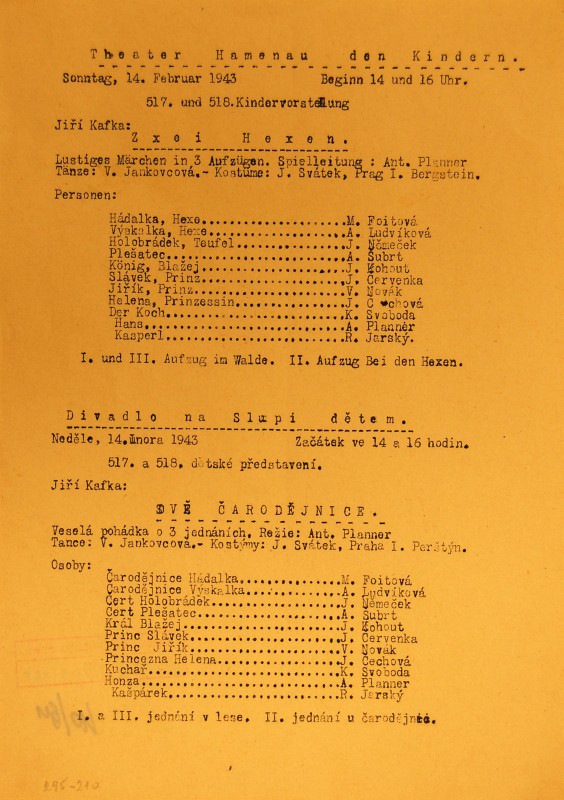 Theater Hamenau den Kindern.
Sonntag, 14. Februar 1943 Beginn 14 und 16 Uhr.
517. und 518.Kindervorstellung
Jiří Kafka:
Zwei Hexen.
Lustiges Märchen in 3 Aufzügen. Spielleitung : Ant. Planner
Tänze: V. Jankovcová.- Kostüme: J. Svátek, Prag I. Bergstein.
Personen:
Hádalka, Hexe....................M. Foitová
Výskalka, Hexe...................A. Ludvíková
Holobrádek, Teufel...............J. Němeček
Plešatec.........................A. Šubrt
König, Blažej....................J. Kohout
Slávek, Prinz....................J. Červenka
Jiřík, Prinz.....................V. Novák
Helena, Prinzessin...............J. Čechová
Der Koch.........................K. Svoboda
Hans.............................A. Planner
Kasperl..........................R. Jarský.
I. und III. Aufzug im Walde. II. Aufzug Bei den Hexen.
Divadlo na Slupi dětem.
Neděle, 14.února 1943 Začátek ve 14 a 16 hodin.
517. a 518. dětské představení.
Jiří Kafka:
DVĚ ČARODĚJNICE.
Veselá pohádka o 3 jednáních. Režie: Ant. Planner
Tance: V. Jankovcová.- Kostýmy: J. Svátek, Praha I. Perštýn.
Osoby:
Čarodějnice Hádalka..............M. Foitová
Čarodějnice Výskalka.............A. Ludvíková
Čert Holobrádek..................J. Němeček
Čert Plešatec....................A. Šubrt
Král Blažej......................J. Kohout
Princ Slávek.....................J. Červenka
Princ Jiřík......................V. Novák
Princezna Helena.................J. Čechová
Kuchař...........................K. Svoboda
Honza............................A. Planner
Kašpárek.........................R. Jarský
I. a III. jednání v lese. II. jednání u čarodějnic.